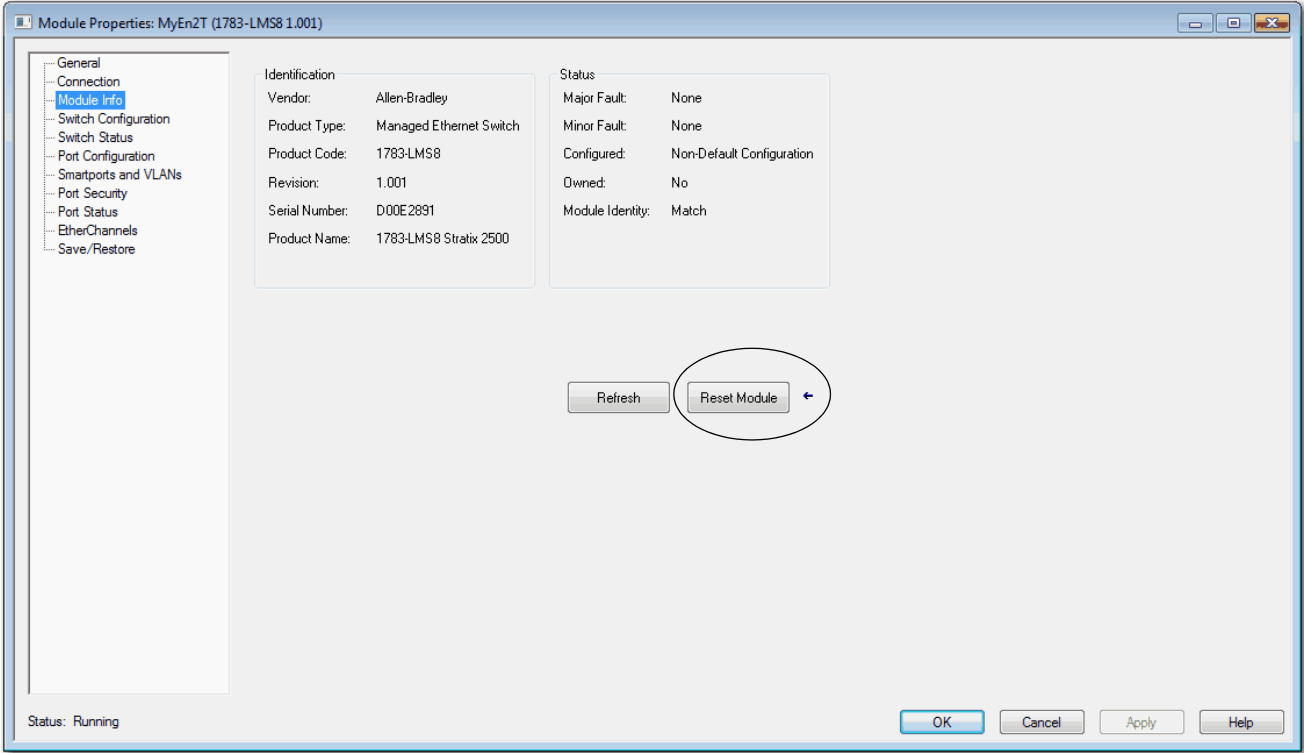 Module Properties: MyEn2T (1783-LMS8 1.001)
General
Connection
Module Info
Switch Configuration
Switch Status
Port Configuration
Smartports and VLANs
Port Security
Port Status
EtherChannels
Save/Restore
Identification
Vendor: Allen-Bradley
Product Type: Managed Ethernet Switch
Product Code: 1783-LMS8
Revision: 1.001
Serial Number: D00E2891
Product Name: 1783-LMS8 Stratix 2500
Status
Major Fault: None
Minor Fault: None
Configured: Non-Default Configuration
Owned: No
Module Identity: Match
Refresh
Reset Module
Status: Running
OK
Cancel
Apply
Help